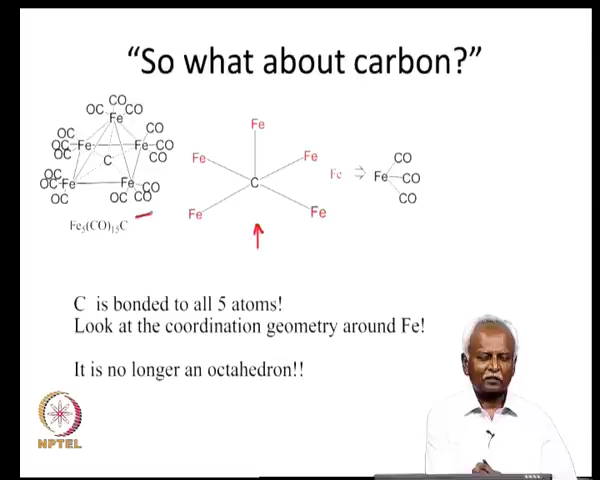 “So what about carbon?”
CO
OC CO
Fe
OC
CO
OC Fe
Fe-CO
OC
C
CO
OC
OC-Fe
Fe
CO
OC
OC CO
Fe5(CO)15C
Fe
Fe
Fe
C
Fe
Fe
Fe ⇒ Fe
CO
CO
CO
C is bonded to all 5 atoms!
Look at the coordination geometry around Fe!
It is no longer an octahedron!!
NPTEL